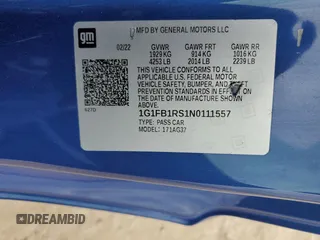 gm
MFD BY GENERAL MOTORS LLC
02/22 GVWR GAWR FRT GAWR RR
1929 KG 914 KG 1016 KG
4253 LB 2014 LB 2239 LB
THIS VEHICLE CONFORMS TO ALL
APPLICABLE U.S. FEDERAL MOTOR
VEHICLE SAFETY, BUMPER, AND
THEFT PREVENTION STANDARDS IN
EFFECT ON THE DATE OF
MANUFACTURE SHOWN ABOVE.
1G1FB1RS1N0111557
TYPE: PASS CAR
171AG37
DREAMBID